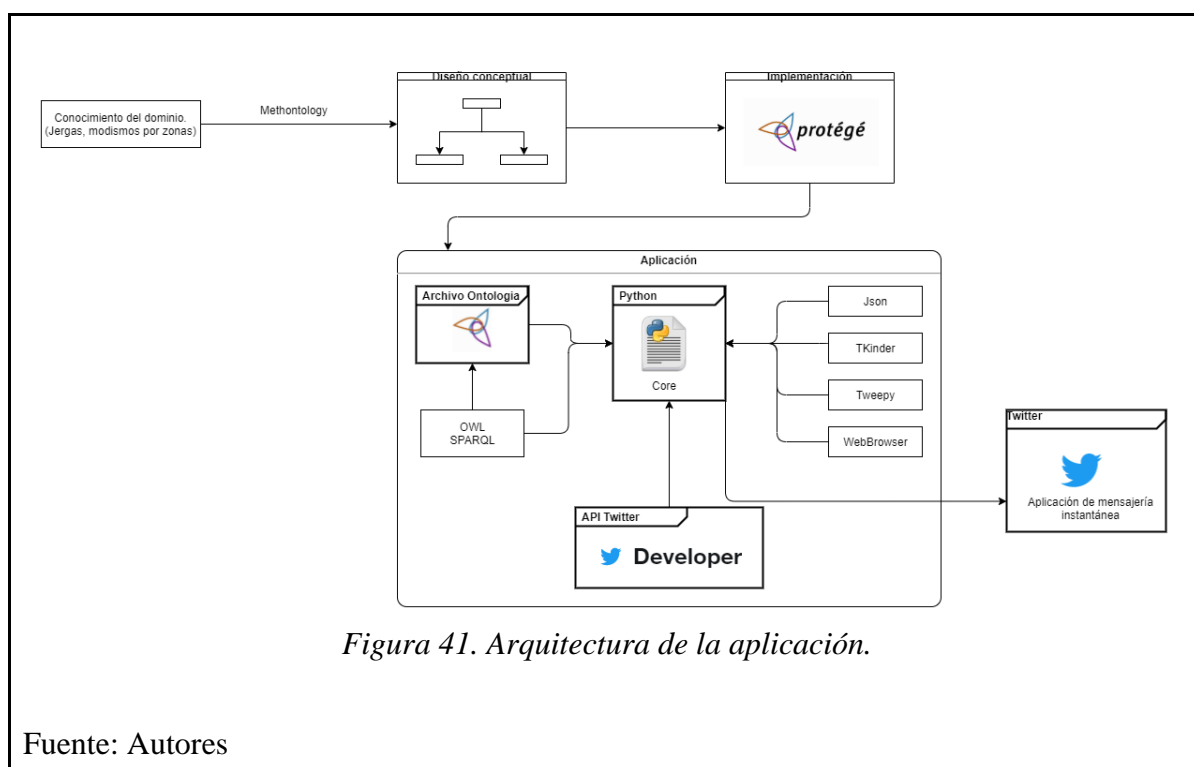 Conocimiento del dominio.
(Jergas, modismos por zonas)
Methontology
Diseño conceptual
Implementación
protégé
Aplicación
Archivo Ontologia
OWL
SPARQL
Python
Core
Json
TKinder
Tweepy
WebBrowser
API Twitter
Developer
Twitter
Aplicación de mensajería
instantánea
Figura 41. Arquitectura de la aplicación.
Fuente: Autores